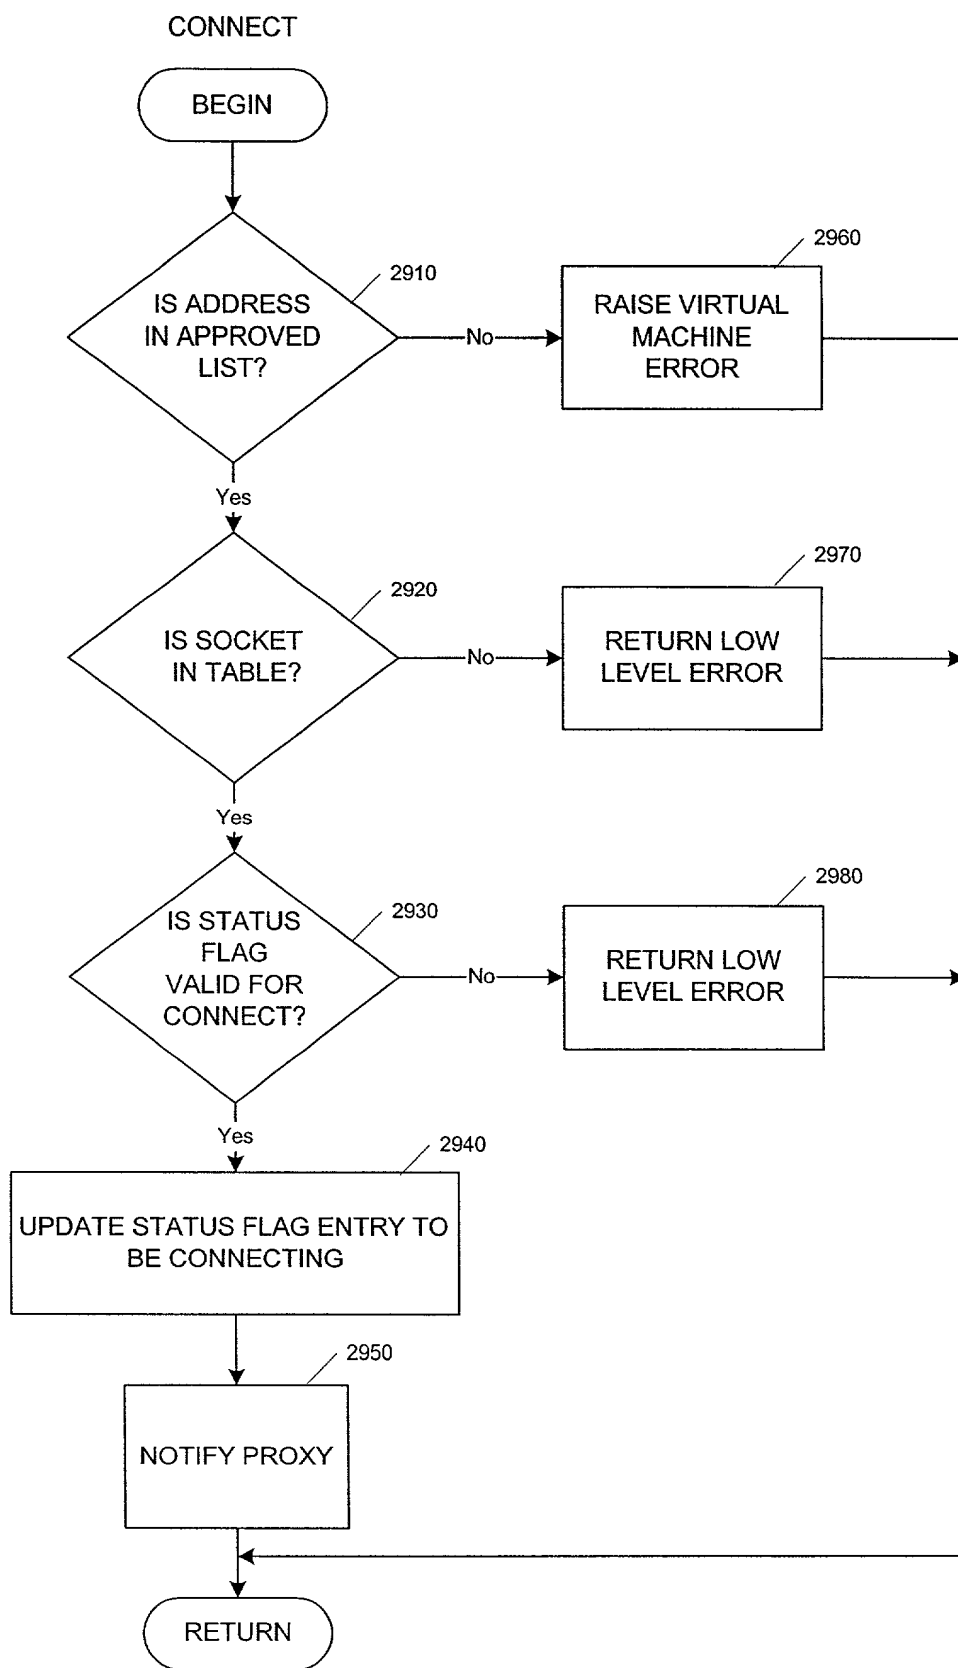 CONNECT
BEGIN
2910
IS ADDRESS
IN APPROVED
LIST?
No
2960
RAISE VIRTUAL
MACHINE
ERROR
Yes
2920
IS SOCKET
IN TABLE?
No
2970
RETURN LOW
LEVEL ERROR
Yes
2930
IS STATUS
FLAG
VALID FOR
CONNECT?
No
2980
RETURN LOW
LEVEL ERROR
Yes
2940
UPDATE STATUS FLAG ENTRY TO
BE CONNECTING
2950
NOTIFY PROXY
RETURN